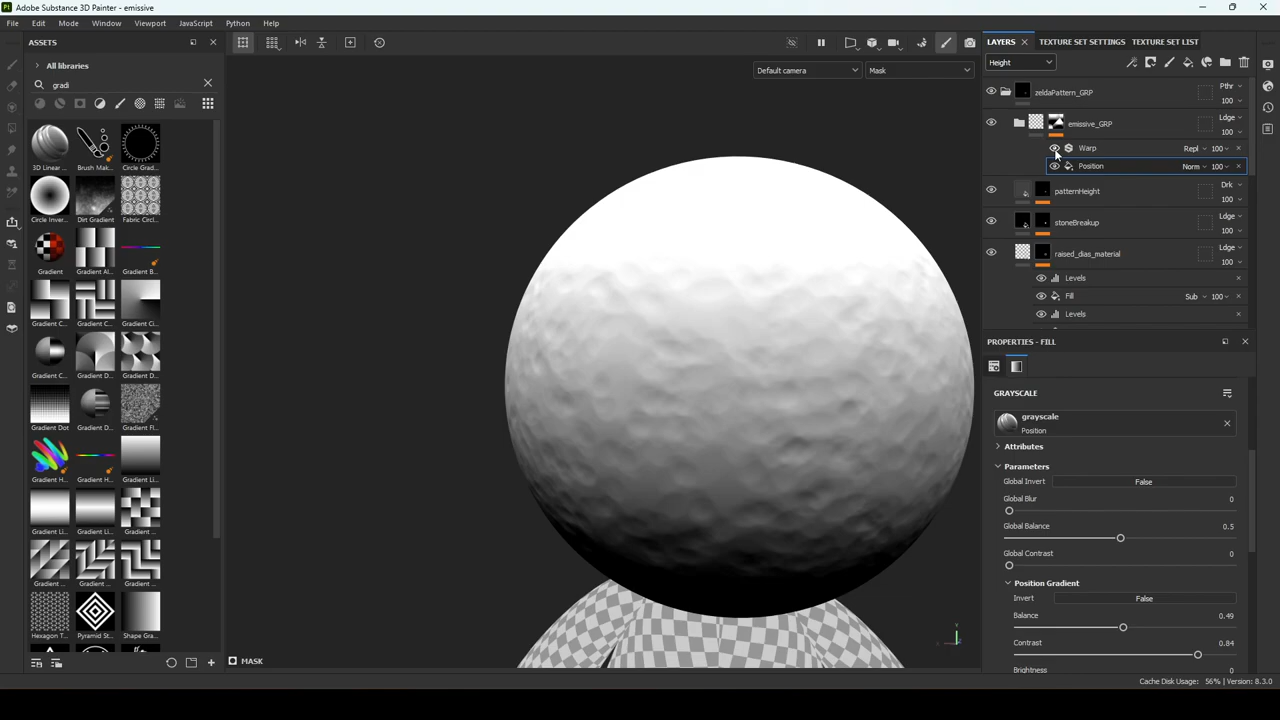 Adobe Substance 3D Painter - emissive
File Edit Mode Window Viewport JavaScript Python Help
ASSETS
All libraries
gradi
3D Linear ... Brush Mak... Circle Grad...
Circle Inver... Dirt Gradient Fabric Circl...
Gradient Gradient Al... Gradient B...
Gradient C... Gradient C... Gradient Ci...
Gradient C... Gradient D... Gradient D...
Gradient Dot Gradient D... Gradient Fl...
Gradient H... Gradient H... Gradient Li...
Gradient Li... Gradient Li... Gradient ...
Gradient ... Gradient ... Gradient ...
Hexagon T... Pyramid St... Shape Gra...
Default camera Mask
MASK
LAYERS TEXTURE SET SETTINGS TEXTURE SET LIST
Height
zeldaPattern_GRP Pthr 100
emissive_GRP Ldge 100
Warp Repl 100
Position Norm 100
patternHeight Drk 100
stoneBreakup Ldge 100
raised_dias_material Ldge 100
Levels
Fill Sub 100
Levels
PROPERTIES - FILL
GRAYSCALE
grayscale
Position
Attributes
Parameters
Global Invert False
Global Blur 0
Global Balance 0.5
Global Contrast 0
Position Gradient
Invert False
Balance 0.49
Contrast 0.84
Brightness 0
Cache Disk Usage: 56% | Version: 8.3.0